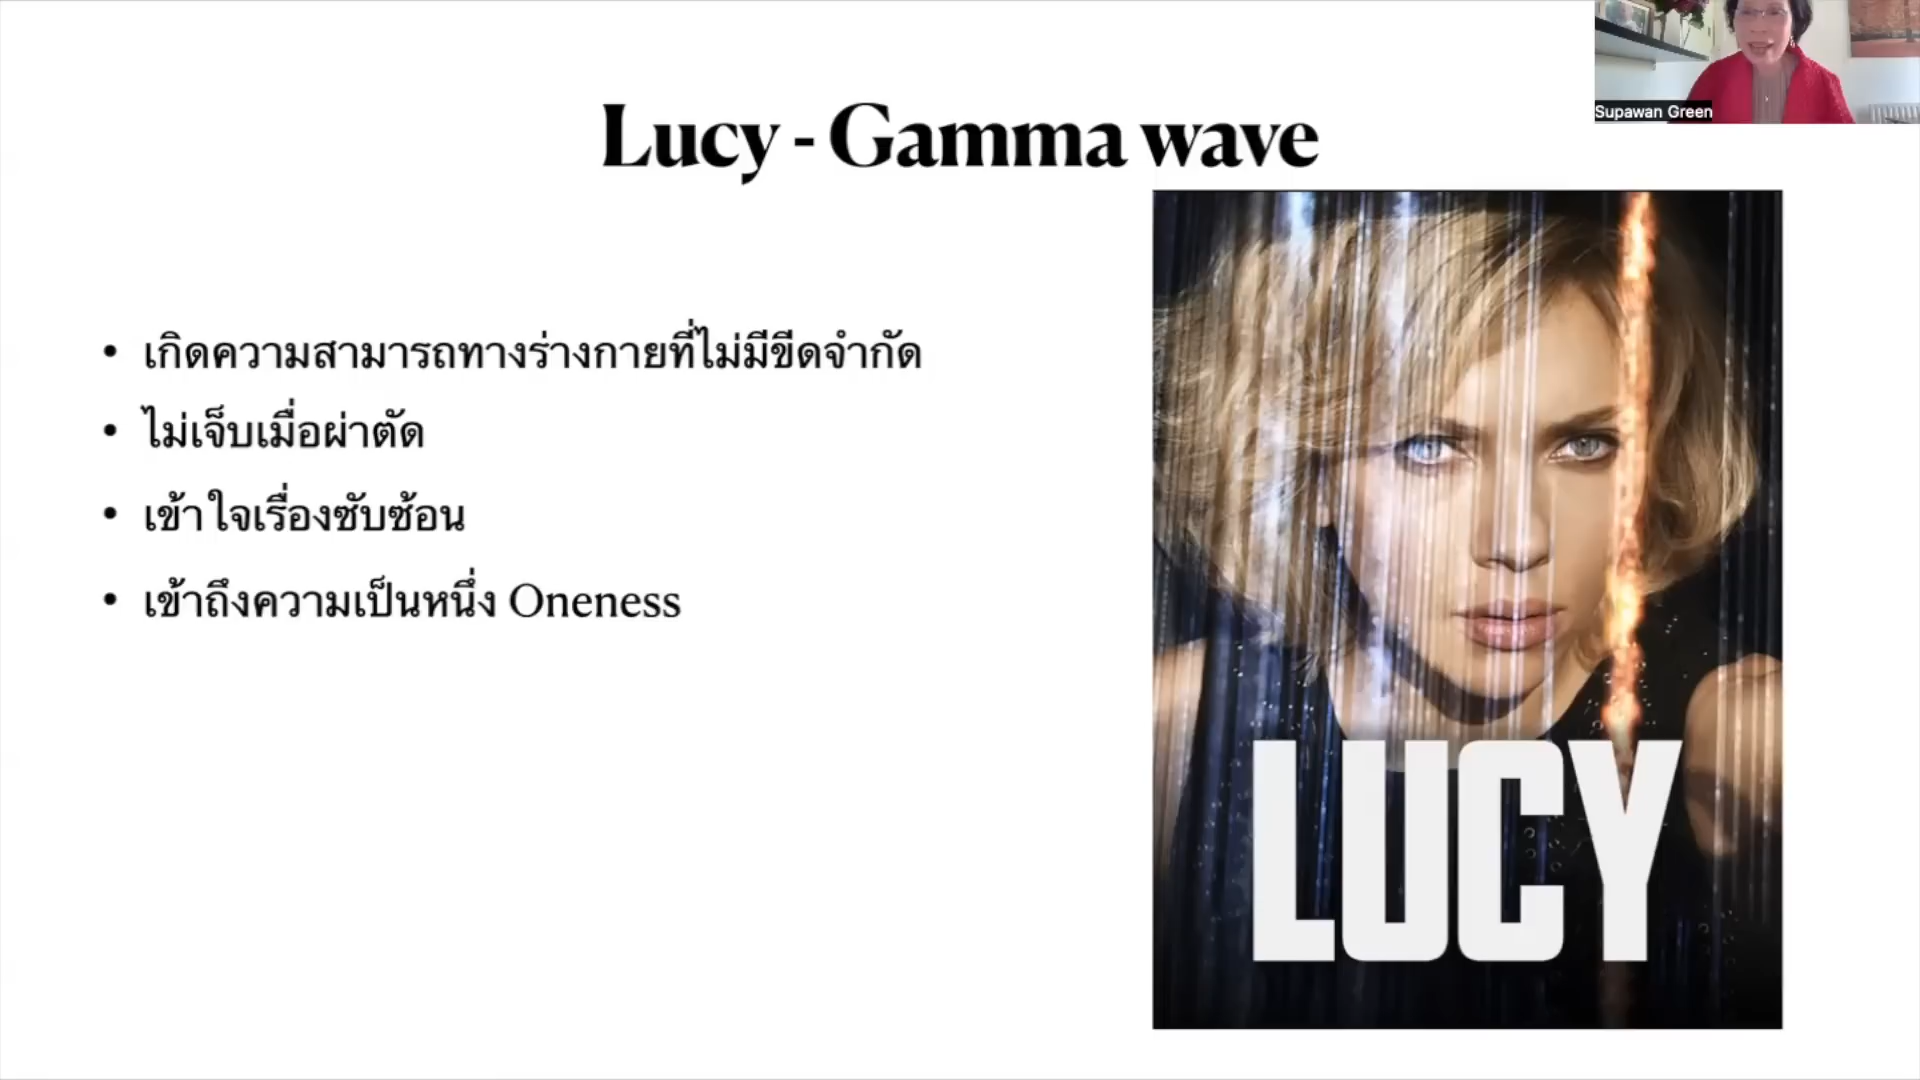 Supawan Green
Lucy - Gamma wave
• เกิดความสามารถทางร่างกายที่ไม่มีขีดจำกัด
• ไม่เจ็บเมื่อผ่าตัด
• เข้าใจเรื่องซับซ้อน
• เข้าถึงความเป็นหนึ่ง Oneness
LUCY